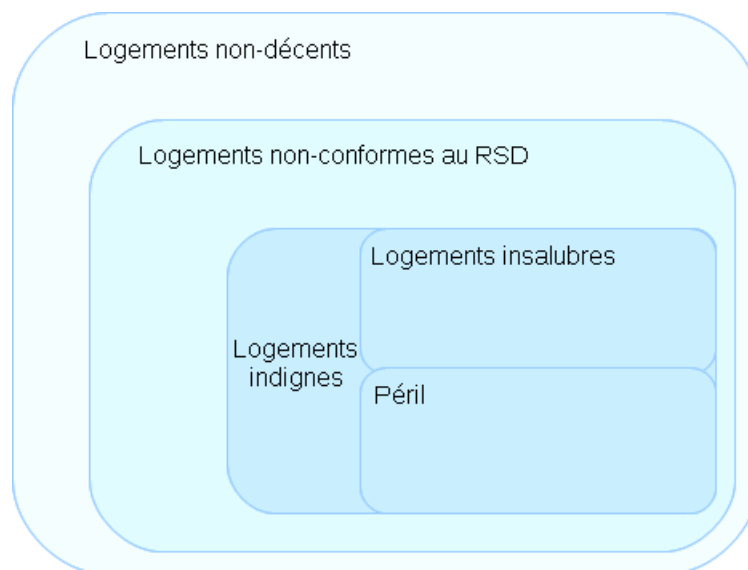 Logements non-décents
Logements non-conformes au RSD
Logements insalubres
Logements
indignes
Péril